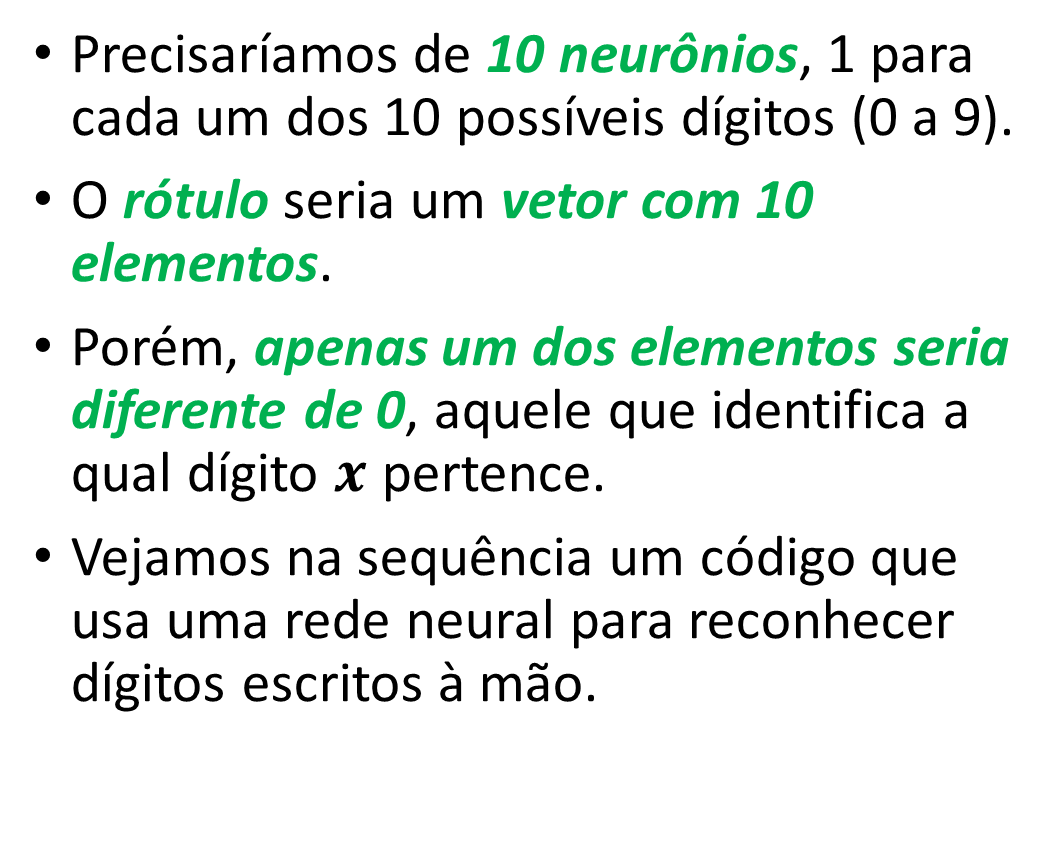 • Precisaríamos de 10 neurônios, 1 para
cada um dos 10 possíveis dígitos (0 a 9).
• O rótulo seria um vetor com 10
elementos.
• Porém, apenas um dos elementos seria
diferente de 0, aquele que identifica a
qual dígito x pertence.
• Vejamos na sequência um código que
usa uma rede neural para reconhecer
dígitos escritos à mão.